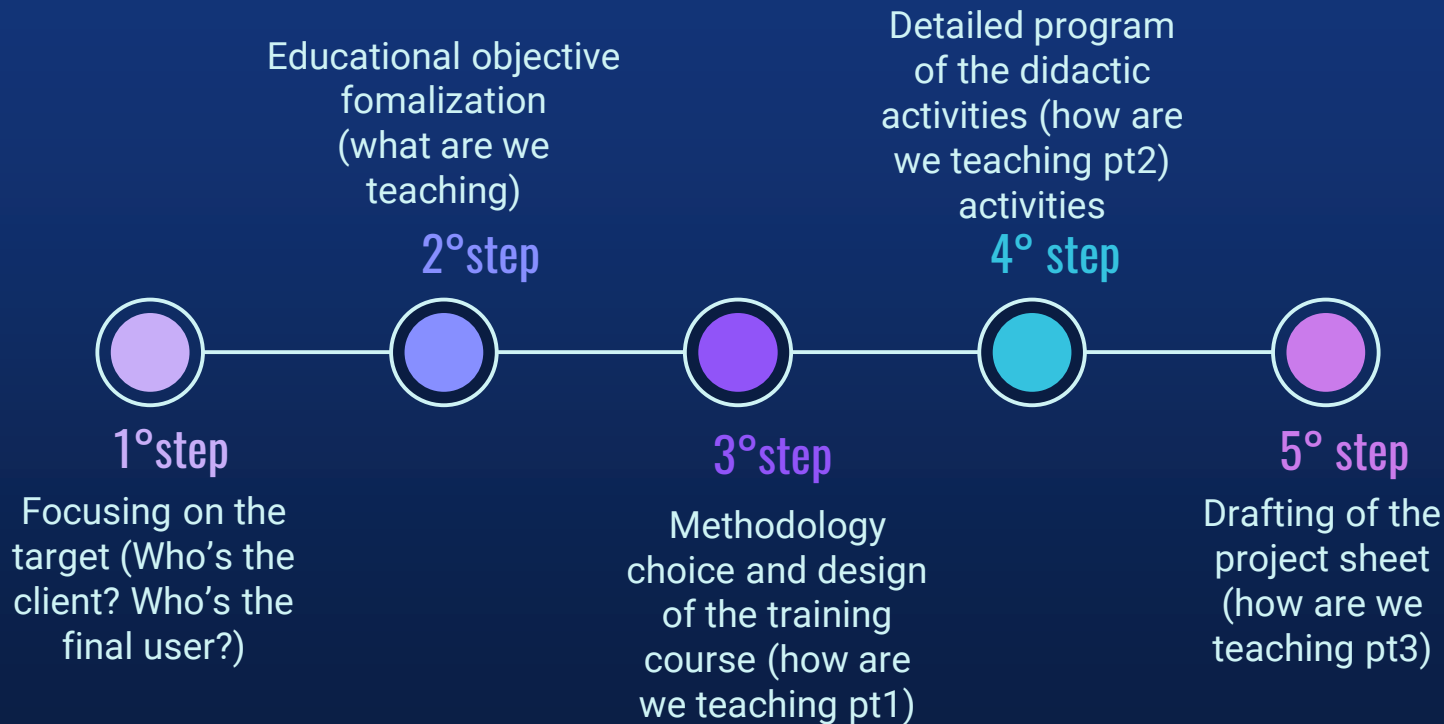 1°step
Focusing on the
target (Who’s the
client? Who’s the
final user?)
Educational objective
fomalization
(what are we
teaching)
2°step
3°step
Methodology
choice and design
of the training
course (how are
we teaching pt1)
Detailed program
of the didactic
activities (how are
we teaching pt2)
activities
4° step
5° step
Drafting of the
project sheet
(how are we
teaching pt3)